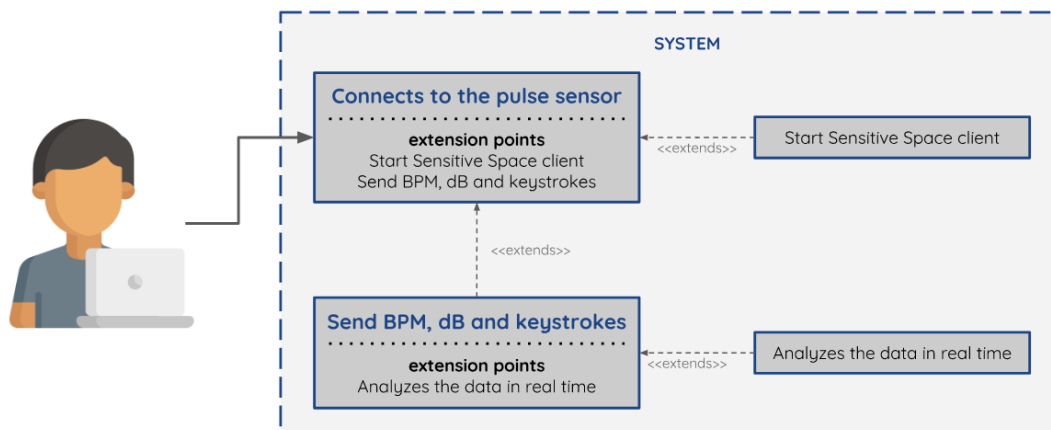 SYSTEM
Connects to the pulse sensor
extension points
Start Sensitive Space client
Send BPM, dB and keystrokes
<<extends>>
Start Sensitive Space client
<<extends>>
Send BPM, dB and keystrokes
extension points
Analyzes the data in real time
<<extends>>
Analyzes the data in real time